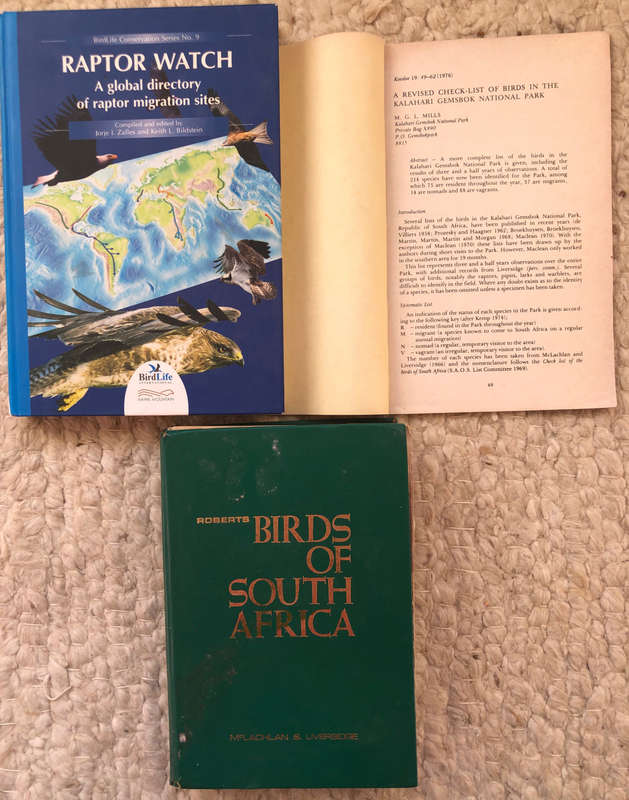 BirdLife Conservation Series No. 9
RAPTOR WATCH
A global directory
of raptor migration sites
Compiled and edited by
Jorje I. Zalles and Keith L. Bildstein
BirdLife
INTERNATIONAL
HAWK MOUNTAIN
Koedoe 19: 49-62 (1976)
A REVISED CHECK-LIST OF BIRDS IN THE
KALAHARI GEMSBOK NATIONAL PARK
M. G. L. MILLS
Kalahari Gemsbok National Park
Private Bag X890
P.O. Gemsbokpark
8815
Abstract – A more complete list of the birds in the
Kalahari Gemsbok National Park is given, including the
results of three and a half years of observations. A total of
species have now been identified for the Park, among
which 75 are resident throughout the year, 57 are migrants,
are nomads and are vagrants.
Introduction
Several lists of the birds in the Kalahari Gemsbok National Park,
Republic of South Africa, have been published in recent years (de
Villiers 1958; Prozesky and Haagner 1962; Broekhuysen, Broekhuysen,
Martin, Martin, Martin and Morgan 1968; Maclean 1970). With the
exception of Maclean (1970) these lists have been drawn up by the
authors during short visits to the Park. However, Maclean only worked
in the southern area for 19 months.
This list represents three and a half years observations over the entire
Park, with additional records from Liversidge (pers. comm.). Several
groups of birds, notably the raptors, pipits, larks and warblers, are
difficult to identify in the field. Where any doubt exists as to the identity
of a species, it has been omitted unless a specimen has been taken.
Systematic List
An indication of the status of each species in the Park is given accord-
ing to the following key (after Kemp 1974);
R – resident (found in the Park throughout the year)
M – migrant (a species known to come to South Africa on a regular
annual migration)
N – nomad (a regular, temporary visitor to the area)
V – vagrant (an irregular, temporary visitor to the area)
The number of each species has been taken from McLachlan and
Liversidge (1966) and the nomenclature follows the Check list of the
Birds of South Africa (S.A.O.S. List Committee 1969).
49
ROBERTS
BIRDS
OF
SOUTH
AFRICA
McLACHLAN & LIVERSIDGE